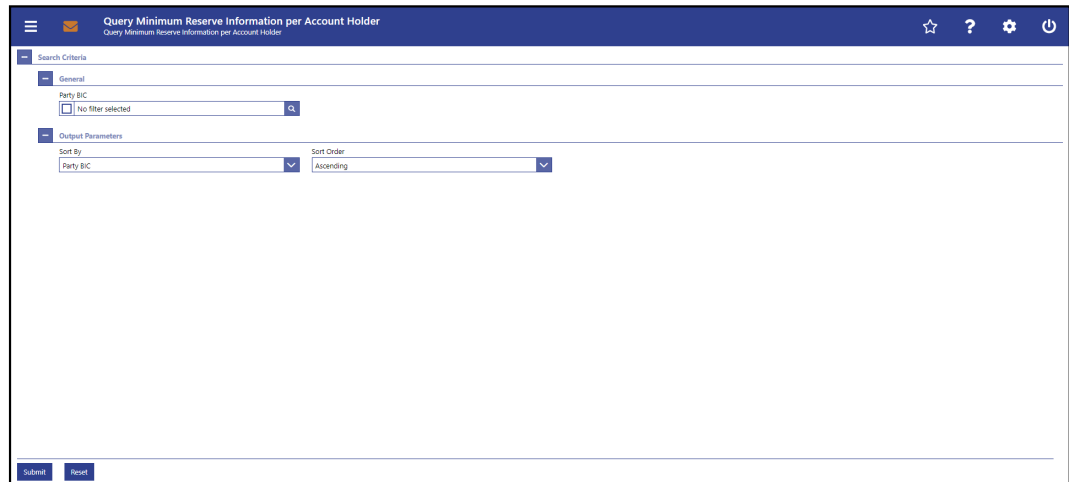 Query Minimum Reserve Information per Account Holder
Query Minimum Reserve Information per Account Holder
Search Criteria
General
Party BIC
No filter selected
Output Parameters
Sort By
Sort Order
Party BIC
Ascending
Submit
Reset